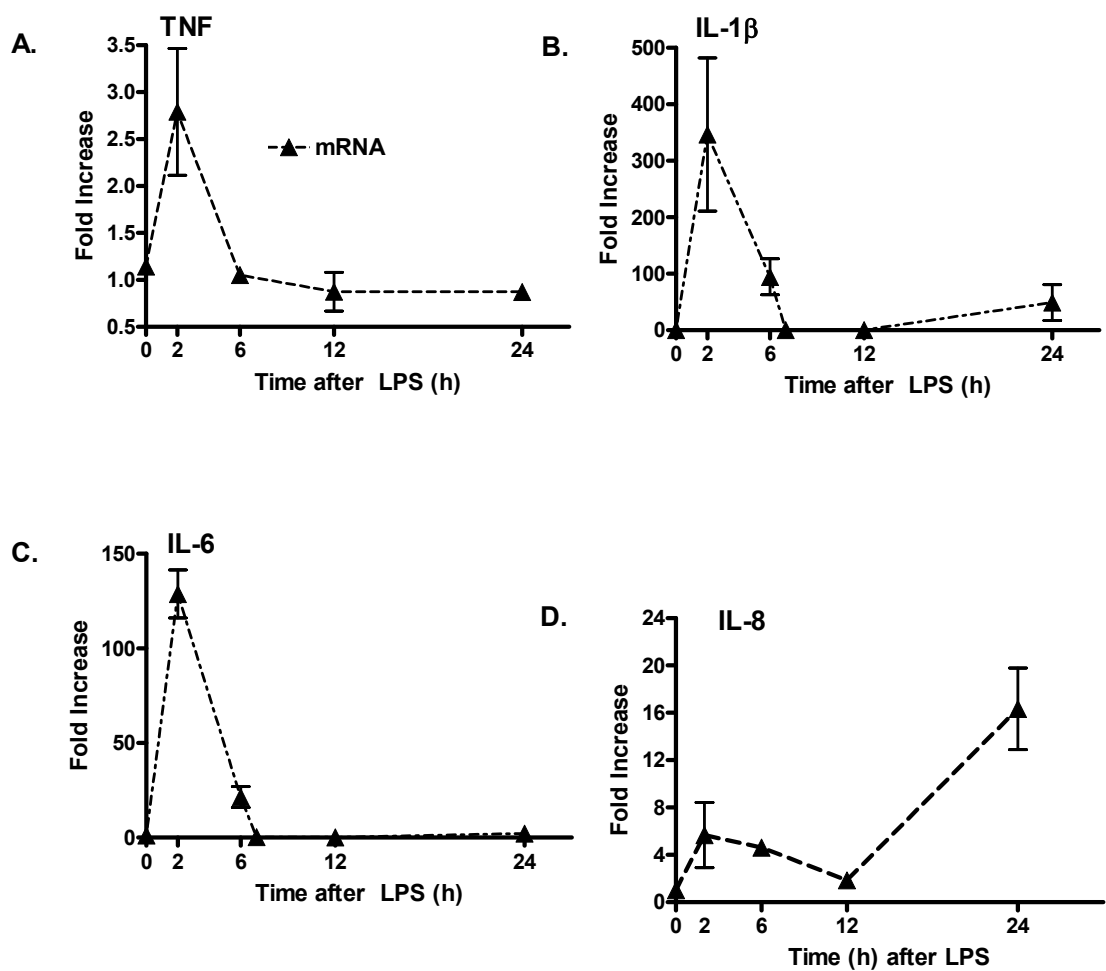 A.
TNF
3.5
3.0
2.5
2.0
1.5
1.0
0.5
Fold Increase
mRNA
0 2 6 12 24
Time after LPS (h)
B.
IL-1β
500
400
300
200
100
0
Fold Increase
0 2 6 12 24
Time after LPS (h)
C.
IL-6
150
100
50
0
Fold Increase
0 2 6 12 24
Time after LPS (h)
D.
IL-8
24
20
16
12
8
4
0
Fold Increase
0 2 6 12 24
Time (h) after LPS